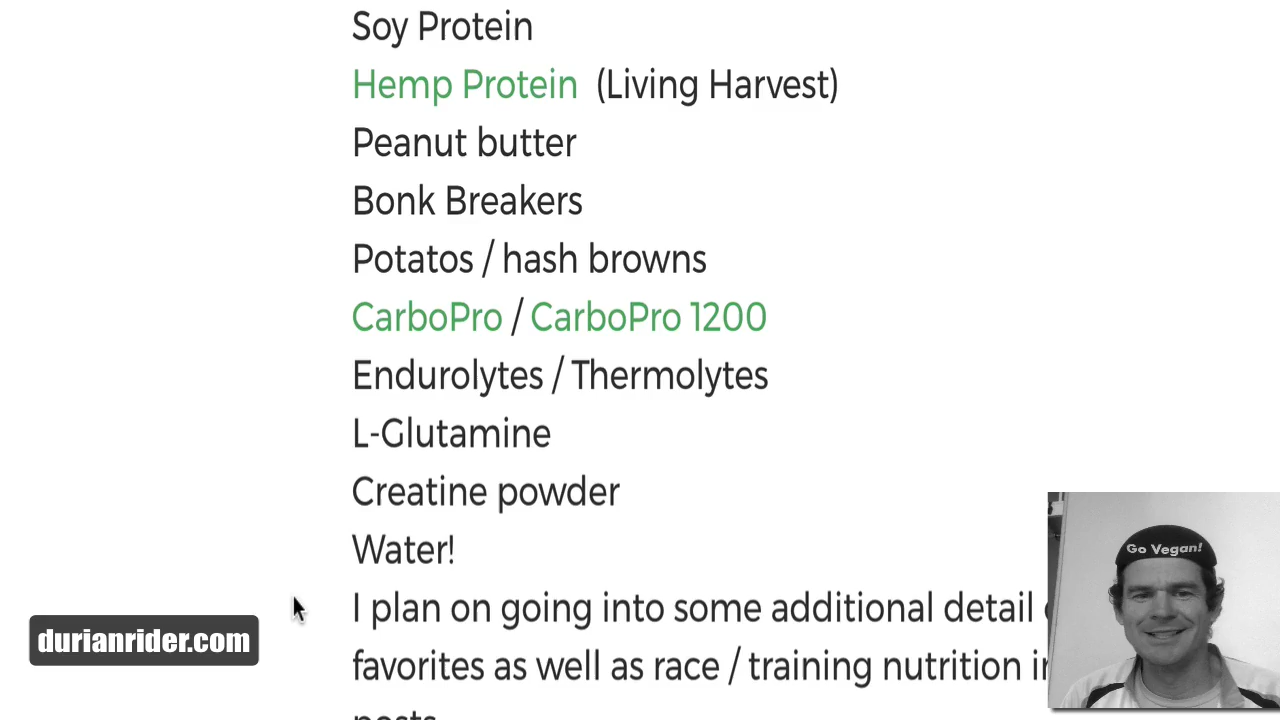 Soy Protein
Hemp Protein (Living Harvest)
Peanut butter
Bonk Breakers
Potatos / hash browns
CarboPro / CarboPro 1200
Endurolytes / Thermolytes
L-Glutamine
Creatine powder
Water!
I plan on going into some additional detail
favorites as well as race / training nutrition
posts
durianrider.com
Go Vegan!